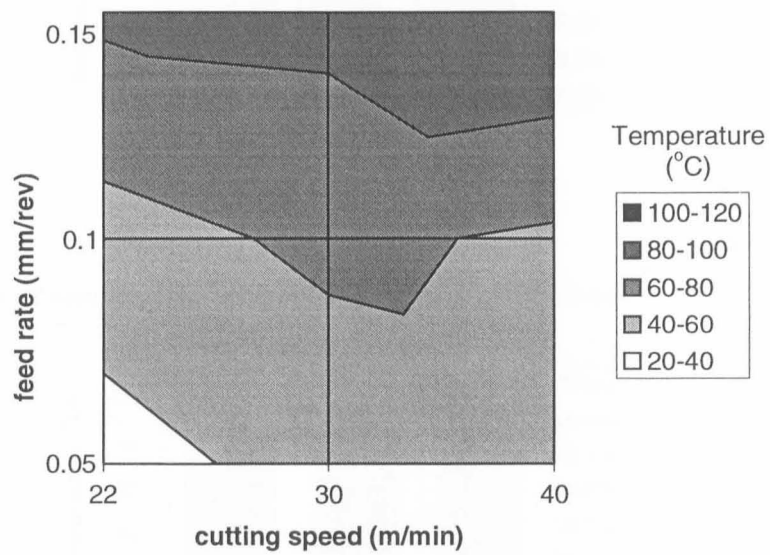 0.15
0.1
0.05
22
30
40
feed rate (mm/rev)
cutting speed (m/min)
Temperature
(°C)
100-120
80-100
60-80
40-60
20-40